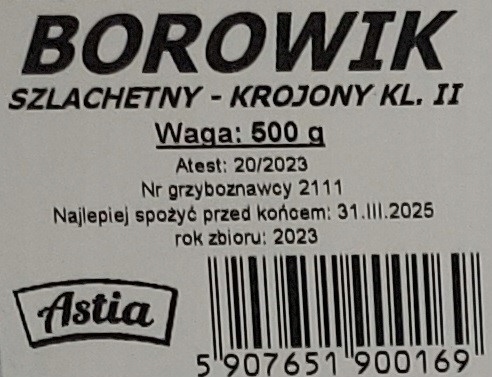 BOROWIK
SZLACHETNY - KROJONY KL. II
Waga: 500 g
Atest: 20/2023
Nr grzyboznawcy 2111
Najlepiej spożyć przed końcem: 31.III.2025
rok zbioru: 2023
Astia
5 907651 900169